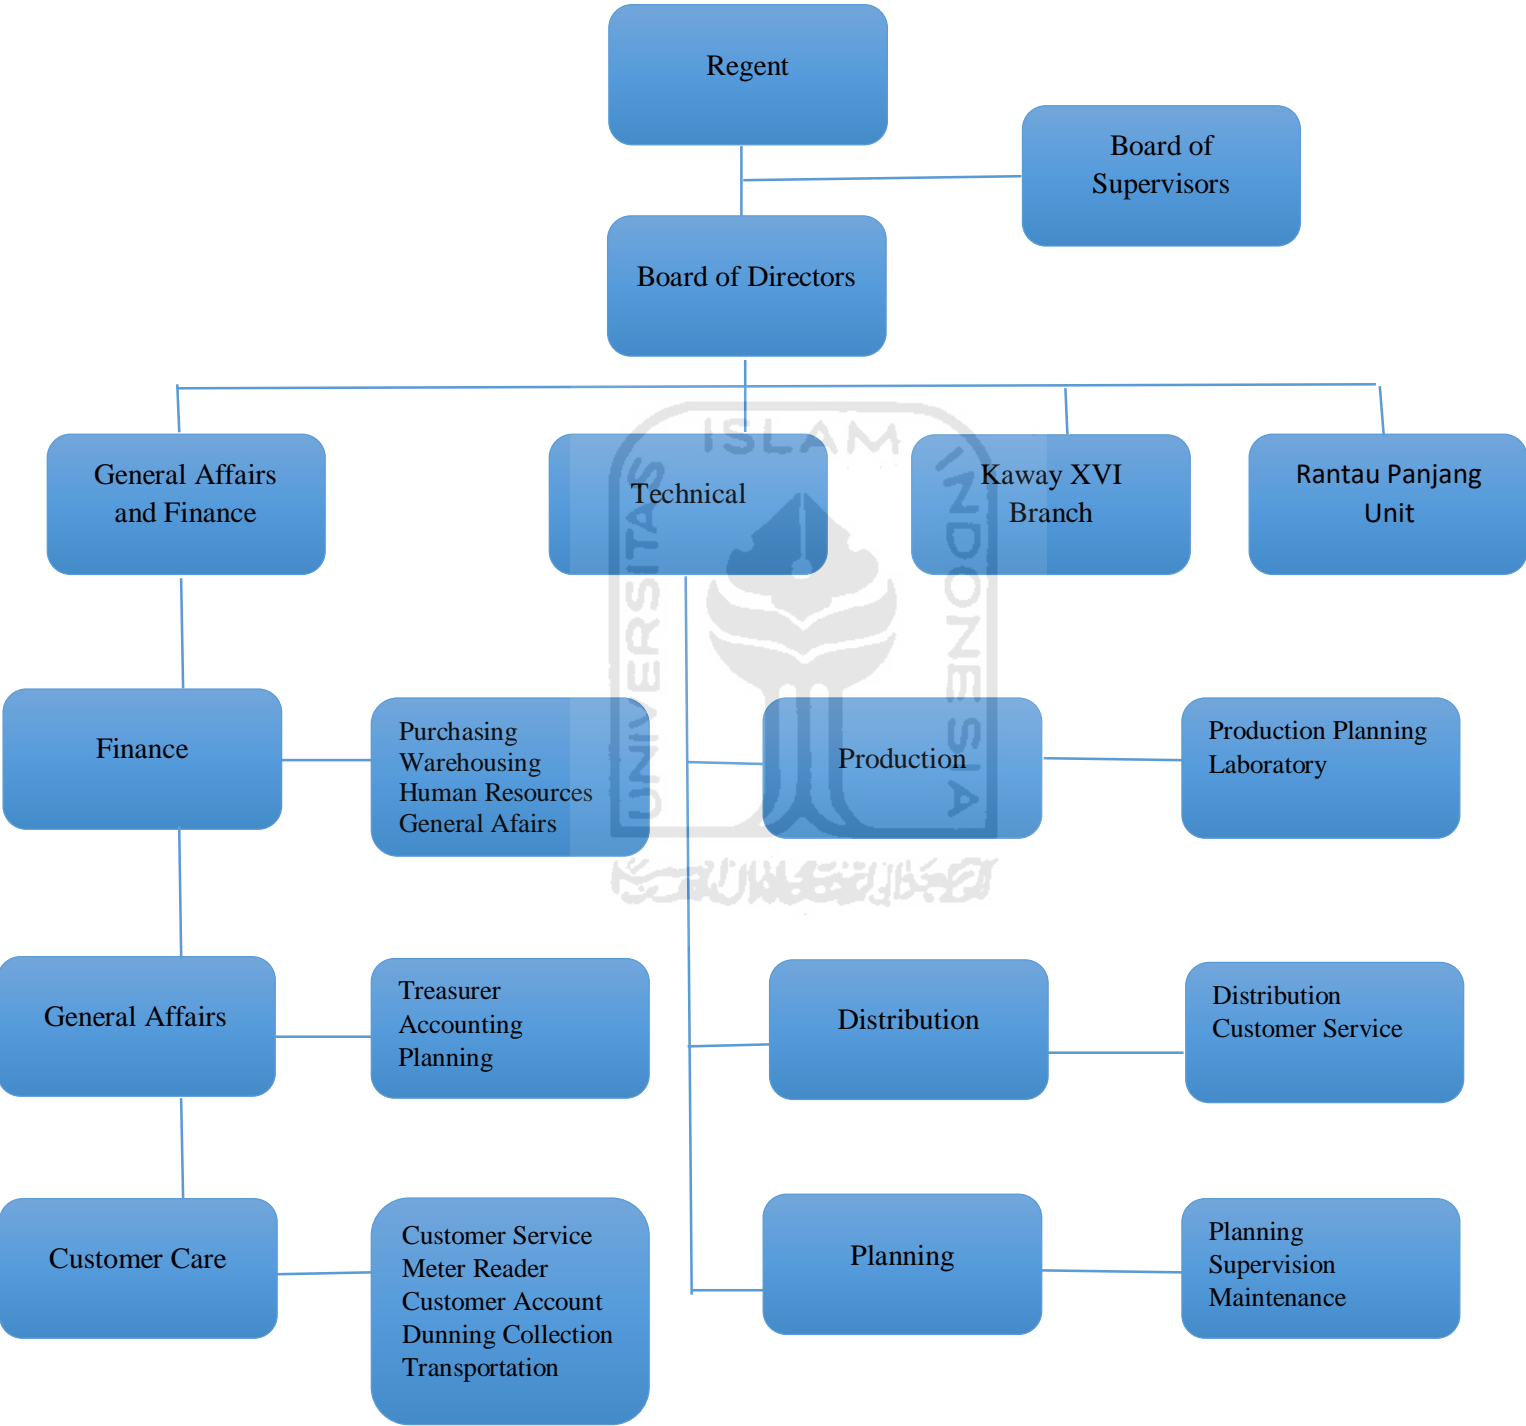 Regent
Board of
Supervisors
Board of Directors
General Affairs
and Finance
Technical
Kaway XVI
Branch
Rantau Panjang
Unit
Finance
Purchasing
Warehousing
Human Resources
General Afairs
Production
Production Planning
Laboratory
General Affairs
Treasurer
Accounting
Planning
Distribution
Distribution
Customer Service
Customer Care
Customer Service
Meter Reader
Customer Account
Dunning Collection
Transportation
Planning
Planning
Supervision
Maintenance
UNIVERSITAS
ISLAM
INDONESIA